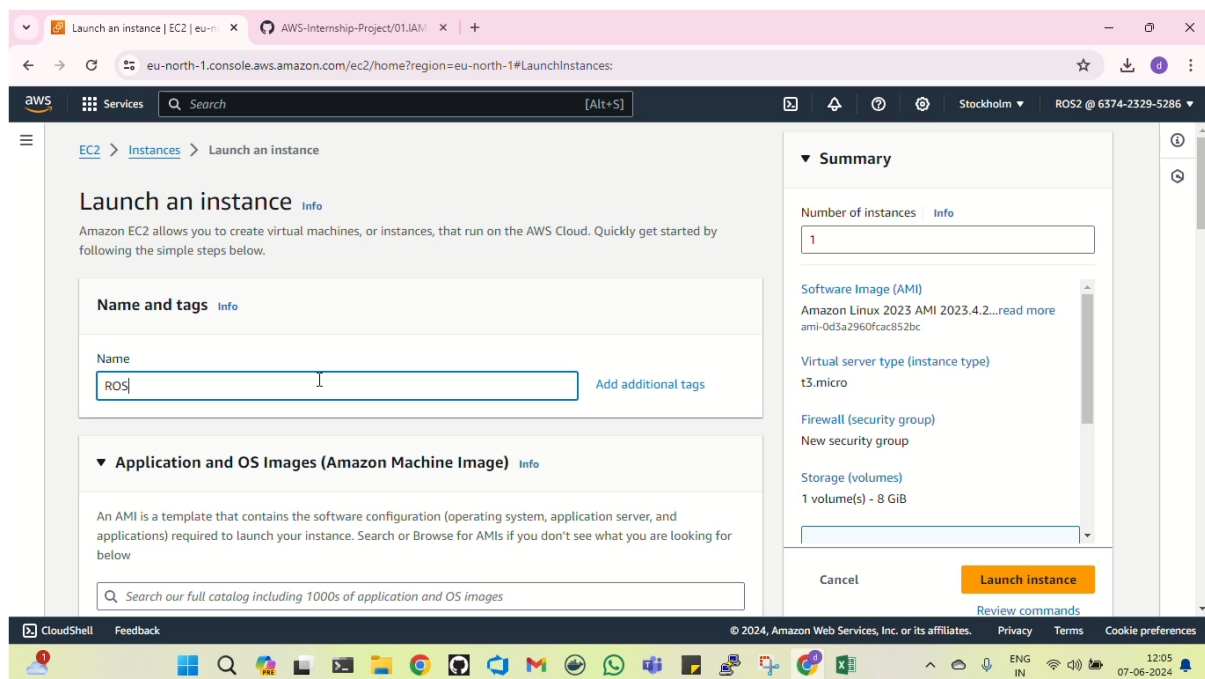 Launch an instance | EC2 | eu-n
AWS-Internship-Project/01.IAM
eu-north-1.console.aws.amazon.com/ec2/home?region=eu-north-1#LaunchInstances:
d
aws
Services
Search
[Alt+S]
Stockholm
ROS2 @ 6374-2329-5286
EC2
Instances
Launch an instance
Launch an instance Info
Amazon EC2 allows you to create virtual machines, or instances, that run on the AWS Cloud. Quickly get started by
following the simple steps below.
Name and tags Info
Name
ROS
Add additional tags
Application and OS Images (Amazon Machine Image) Info
An AMI is a template that contains the software configuration (operating system, application server, and
applications) required to launch your instance. Search or Browse for AMIs if you don't see what you are looking for
below
Search our full catalog including 1000s of application and OS images
Summary
Number of instances Info
1
Software Image (AMI)
Amazon Linux 2023 AMI 2023.4.2...read more
ami-0d3a2960fcac852bc
Virtual server type (instance type)
t3.micro
Firewall (security group)
New security group
Storage (volumes)
1 volume(s) - 8 GiB
Cancel
Launch instance
Review commands
CloudShell
Feedback
© 2024, Amazon Web Services, Inc. or its affiliates.
Privacy
Terms
Cookie preferences
1
PRE
d
ENG
IN
12:05
07-06-2024